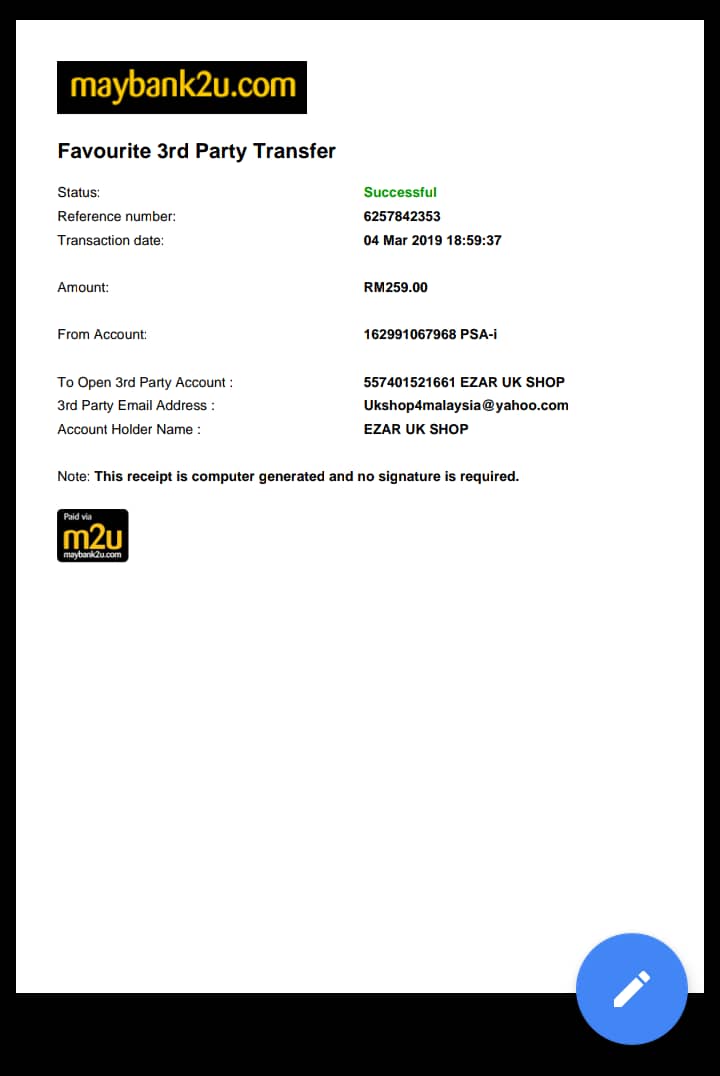 maybank2u.com
Favourite 3rd Party Transfer
Status: Successful
Reference number: 6257842353
Transaction date: 04 Mar 2019 18:59:37
Amount: RM259.00
From Account: 162991067968 PSA-i
To Open 3rd Party Account : 557401521661 EZAR UK SHOP
3rd Party Email Address : Ukshop4malaysia@yahoo.com
Account Holder Name : EZAR UK SHOP
Note: This receipt is computer generated and no signature is required.
Paid via
m2u
maybank2u.com